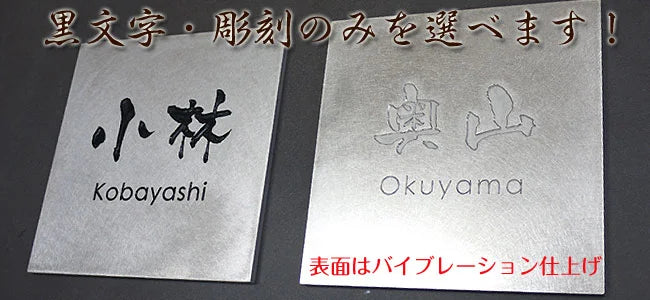 黒文字・彫刻のみを選べます!
小林
Kobayashi
奥山
Okuyama
表面はバイブレーション仕上げ